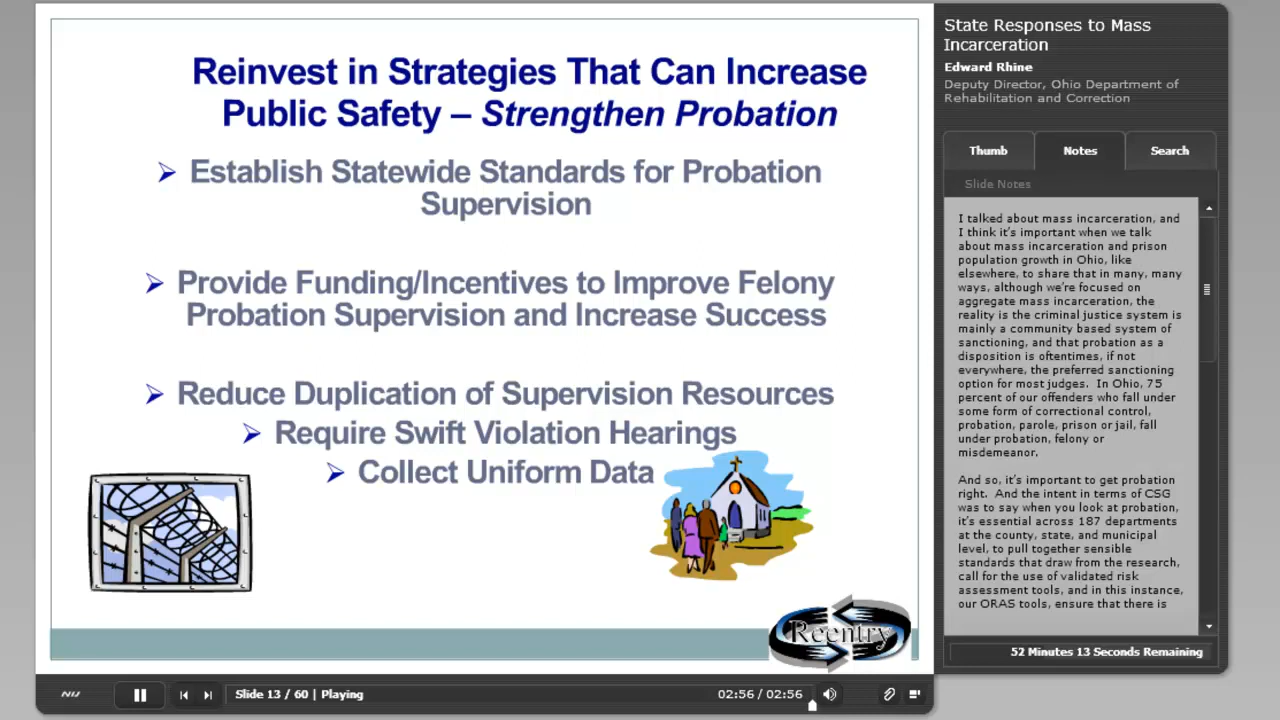 Reinvest in Strategies That Can Increase
Public Safety – Strengthen Probation
Establish Statewide Standards for Probation
Supervision
Provide Funding/Incentives to Improve Felony
Probation Supervision and Increase Success
Reduce Duplication of Supervision Resources
Require Swift Violation Hearings
Collect Uniform Data
Reentry
State Responses to Mass
Incarceration
Edward Rhine
Deputy Director, Ohio Department of
Rehabilitation and Correction
Thumb
Notes
Search
Slide Notes
I talked about mass incarceration, and
I think it's important when we talk
about mass incarceration and prison
population growth in Ohio, like
elsewhere, to share that in many, many
ways, although we're focused on
aggregate mass incarceration, the
reality is the criminal justice system is
mainly a community based system of
sanctioning, and that probation as a
disposition is oftentimes, if not
everywhere, the preferred sanctioning
option for most judges. In Ohio, 75
percent of our offenders who fall under
some form of correctional control,
probation, parole, prison or jail, fall
under probation, felony or
misdemeanor.
And so, it's important to get probation
right. And the intent in terms of CSG
was to say when you look at probation,
it's essential across 187 departments
at the county, state, and municipal
level, to pull together sensible
standards that draw from the research,
call for the use of validated risk
assessment tools, and in this instance,
our ORAS tools, ensure that there is
52 Minutes 13 Seconds Remaining
Slide 13 / 60 | Playing
02:56 / 02:56